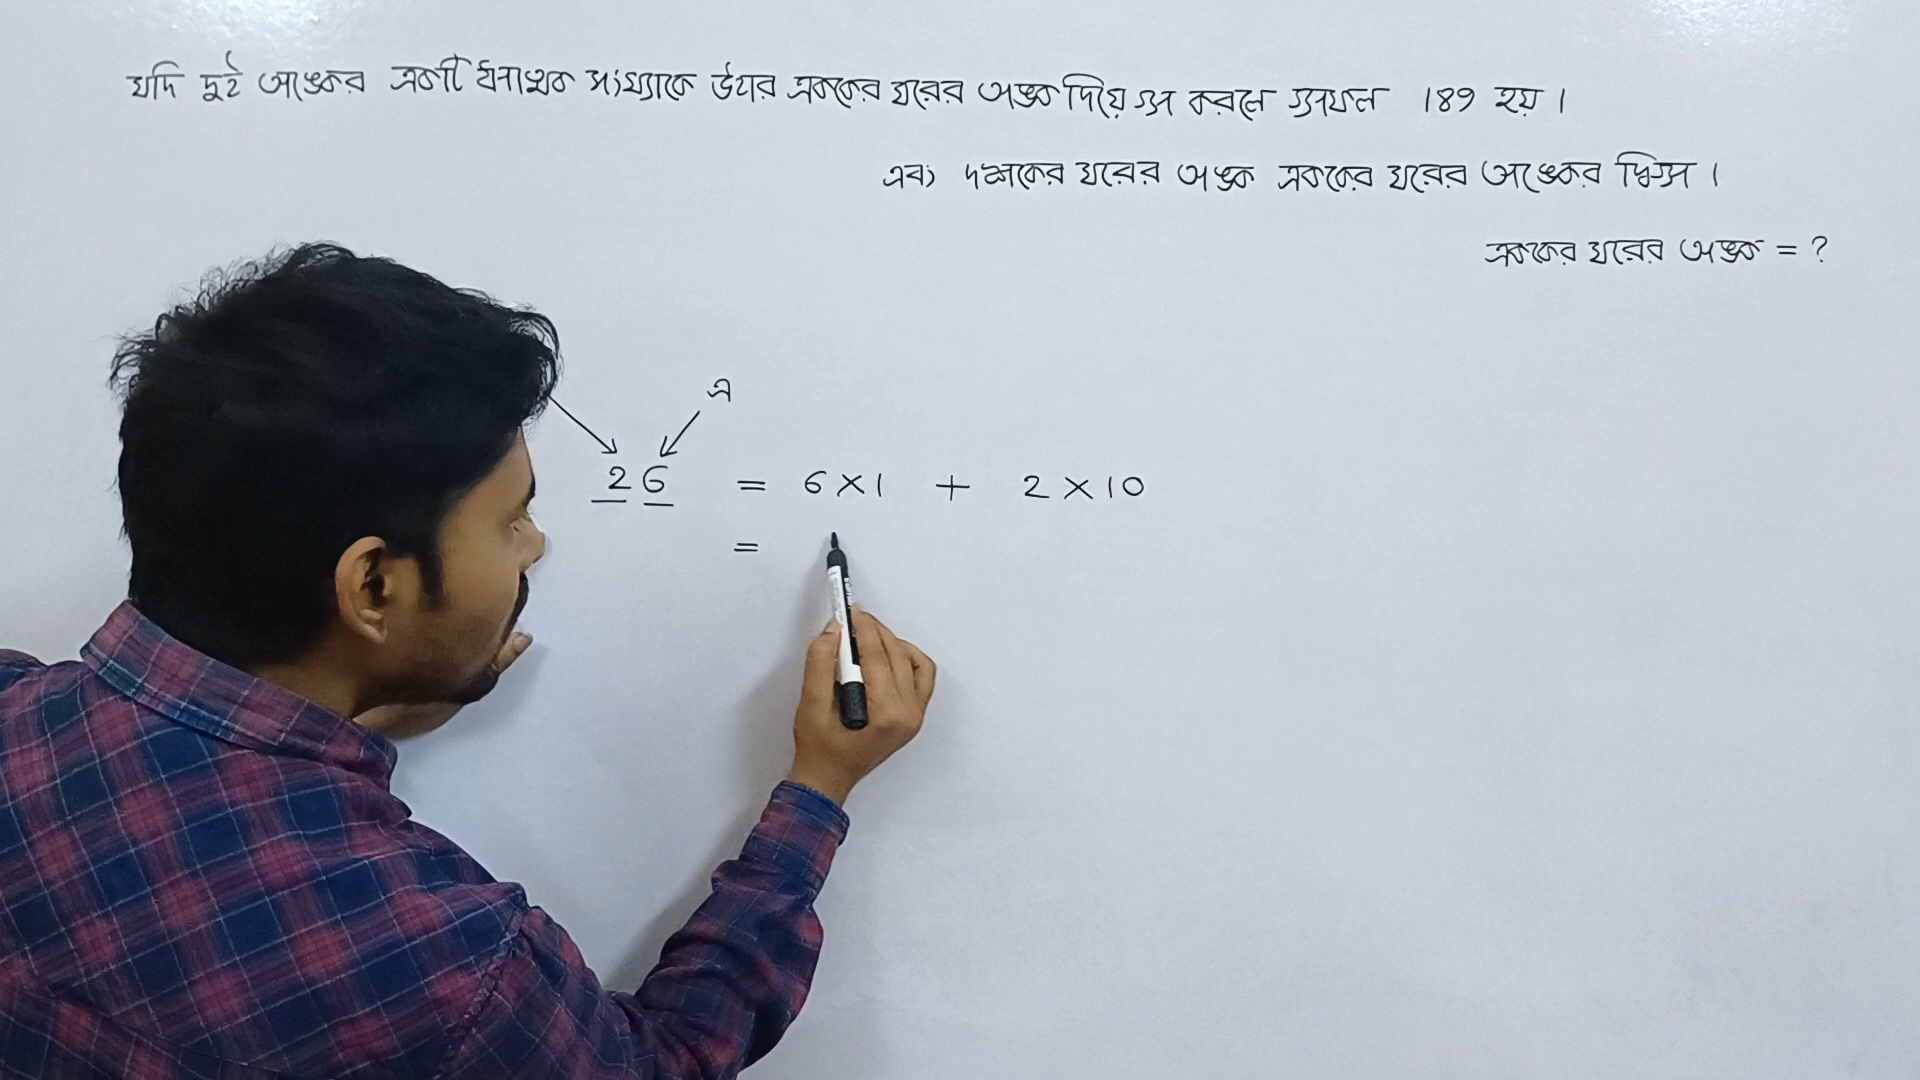 যদি দুই অঙ্কের একটি ধনাত্মক সংখ্যাকে উহার এককের ঘরের অঙ্ক দিয়ে গুণ করলে গুণফল 189 হয়।
এবং দশকের ঘরের অঙ্ক এককের ঘরের অঙ্কের দ্বিগুণ।
এককের ঘরের অঙ্ক = ?
এ
26 = 6×1 + 2×10
=